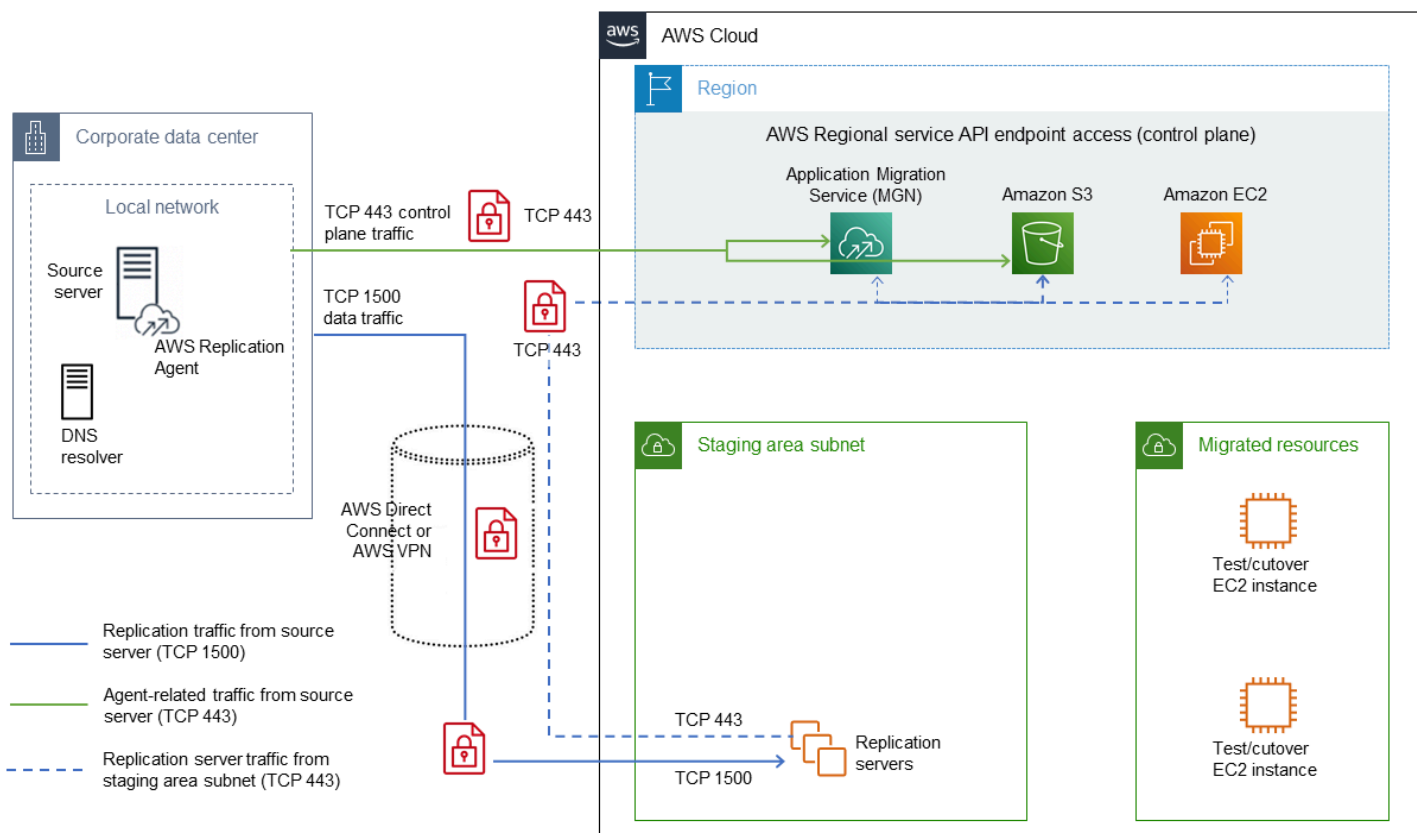 aws
AWS Cloud
Region
AWS Regional service API endpoint access (control plane)
Application Migration
Service (MGN)
Amazon S3
Amazon EC2
Corporate data center
Local network
Source
server
AWS Replication
Agent
DNS
resolver
TCP 443 control
plane traffic
TCP 443
TCP 1500
data traffic
TCP 443
AWS Direct
Connect or
AWS VPN
Staging area subnet
TCP 443
TCP 1500
Replication
servers
Migrated resources
Test/cutover
EC2 instance
Test/cutover
EC2 instance
Replication traffic from source
server (TCP 1500)
Agent-related traffic from source
server (TCP 443)
Replication server traffic from
staging area subnet (TCP 443)